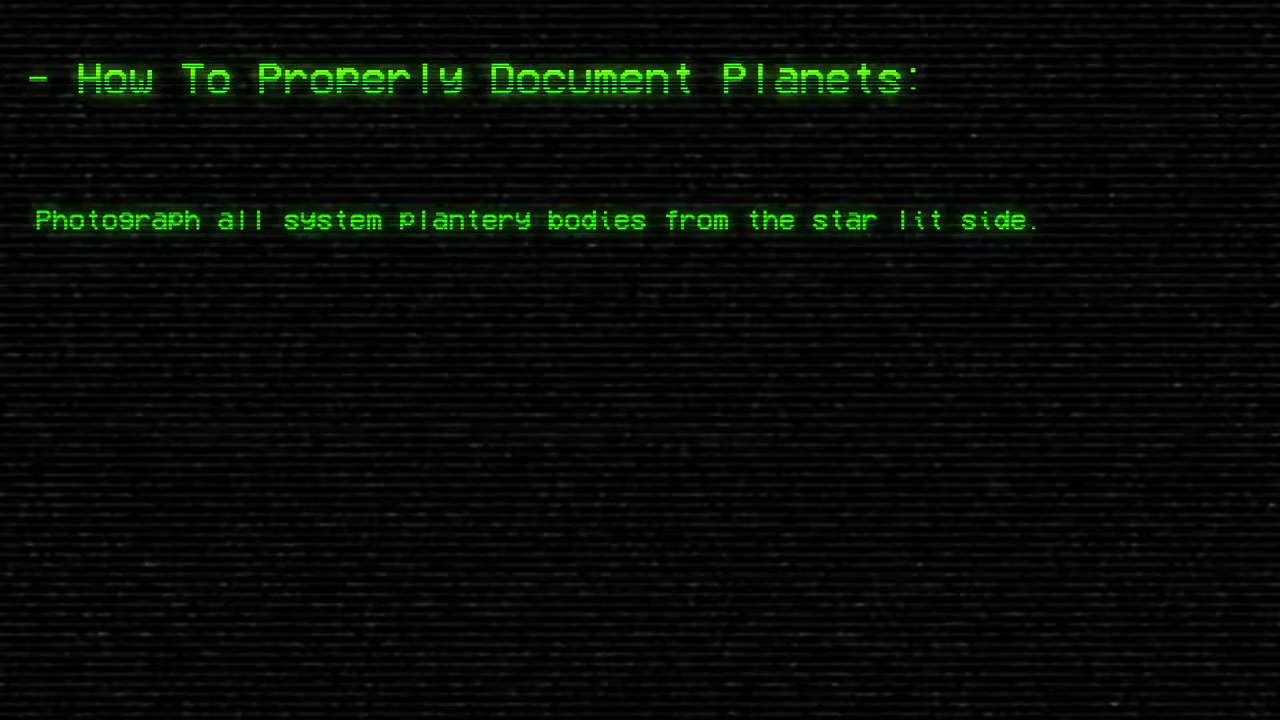 - How To Properly Document Planets:
Photograph all system plantery bodies from the star lit side.